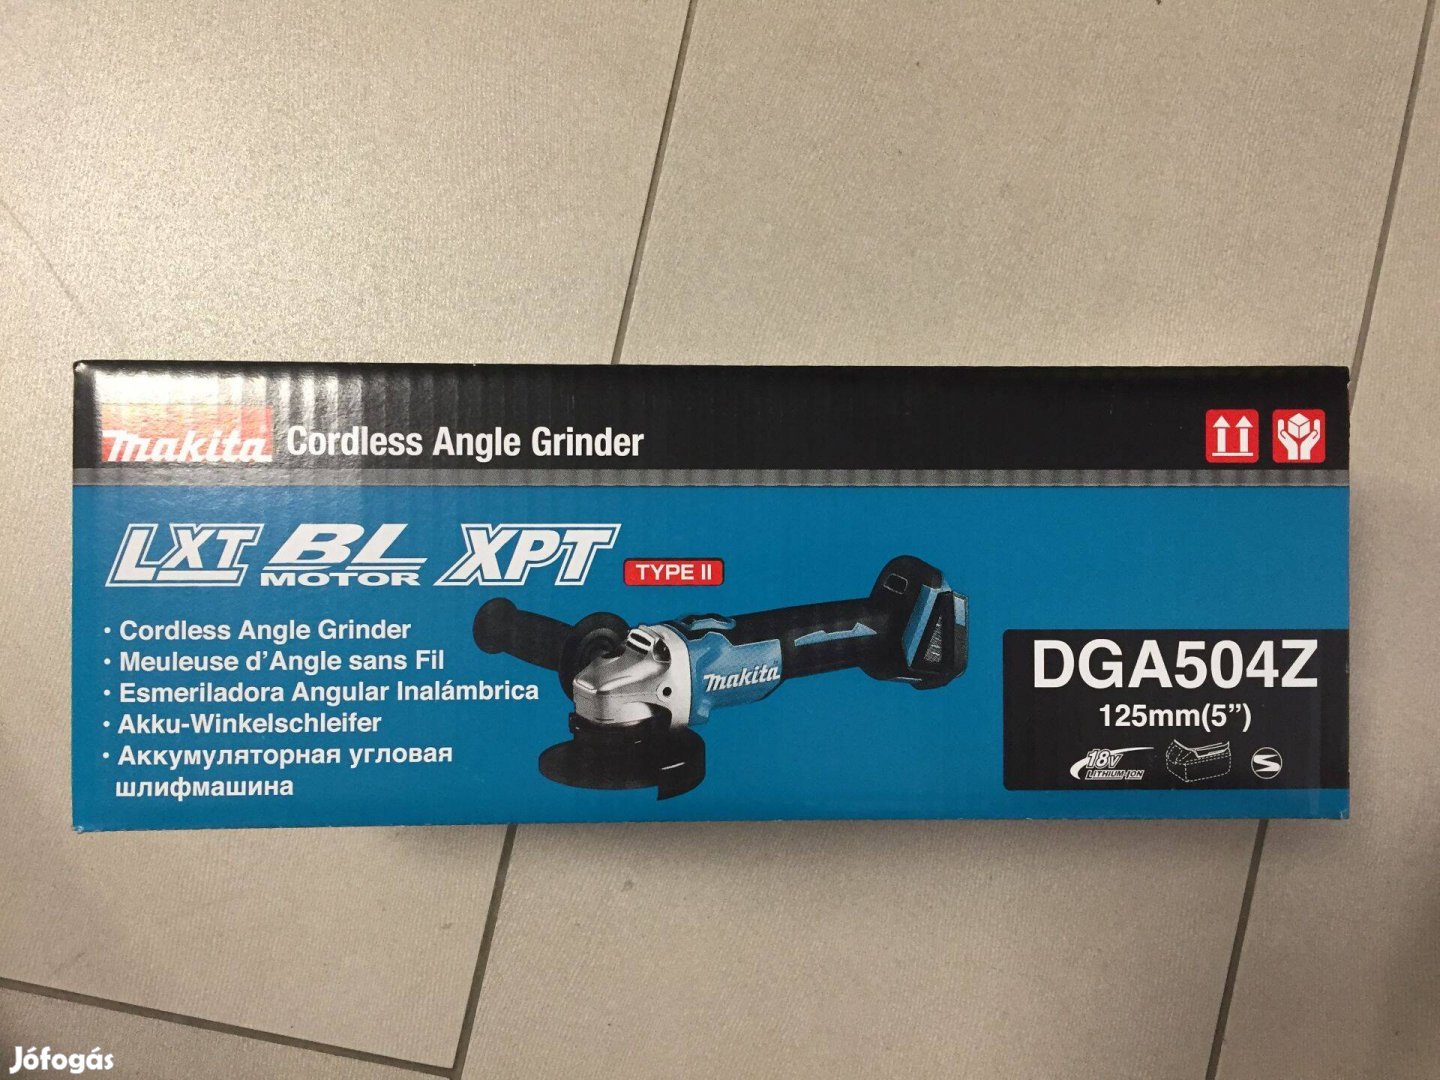 makita Cordless Angle Grinder
LXT BL MOTOR XPT TYPE II
• Cordless Angle Grinder
• Meuleuse d'Angle sans Fil
• Esmeriladora Angular Inalámbrica
• Akku-Winkelschleifer
• Аккумуляторная угловая
шлифмашина
makita
DGA504Z
125mm(5”)
18V
LITHIUM-ION
Jófogás